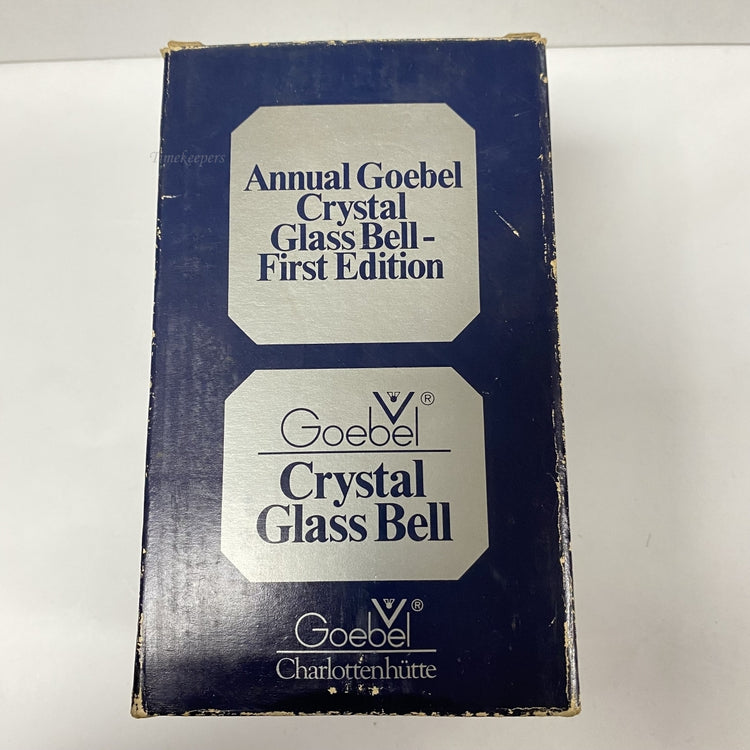 Timekeepers
Annual Goebel
Crystal
Glass Bell-
First Edition
Goebel ®
Crystal
Glass Bell
Goebel ®
Charlottenhütte